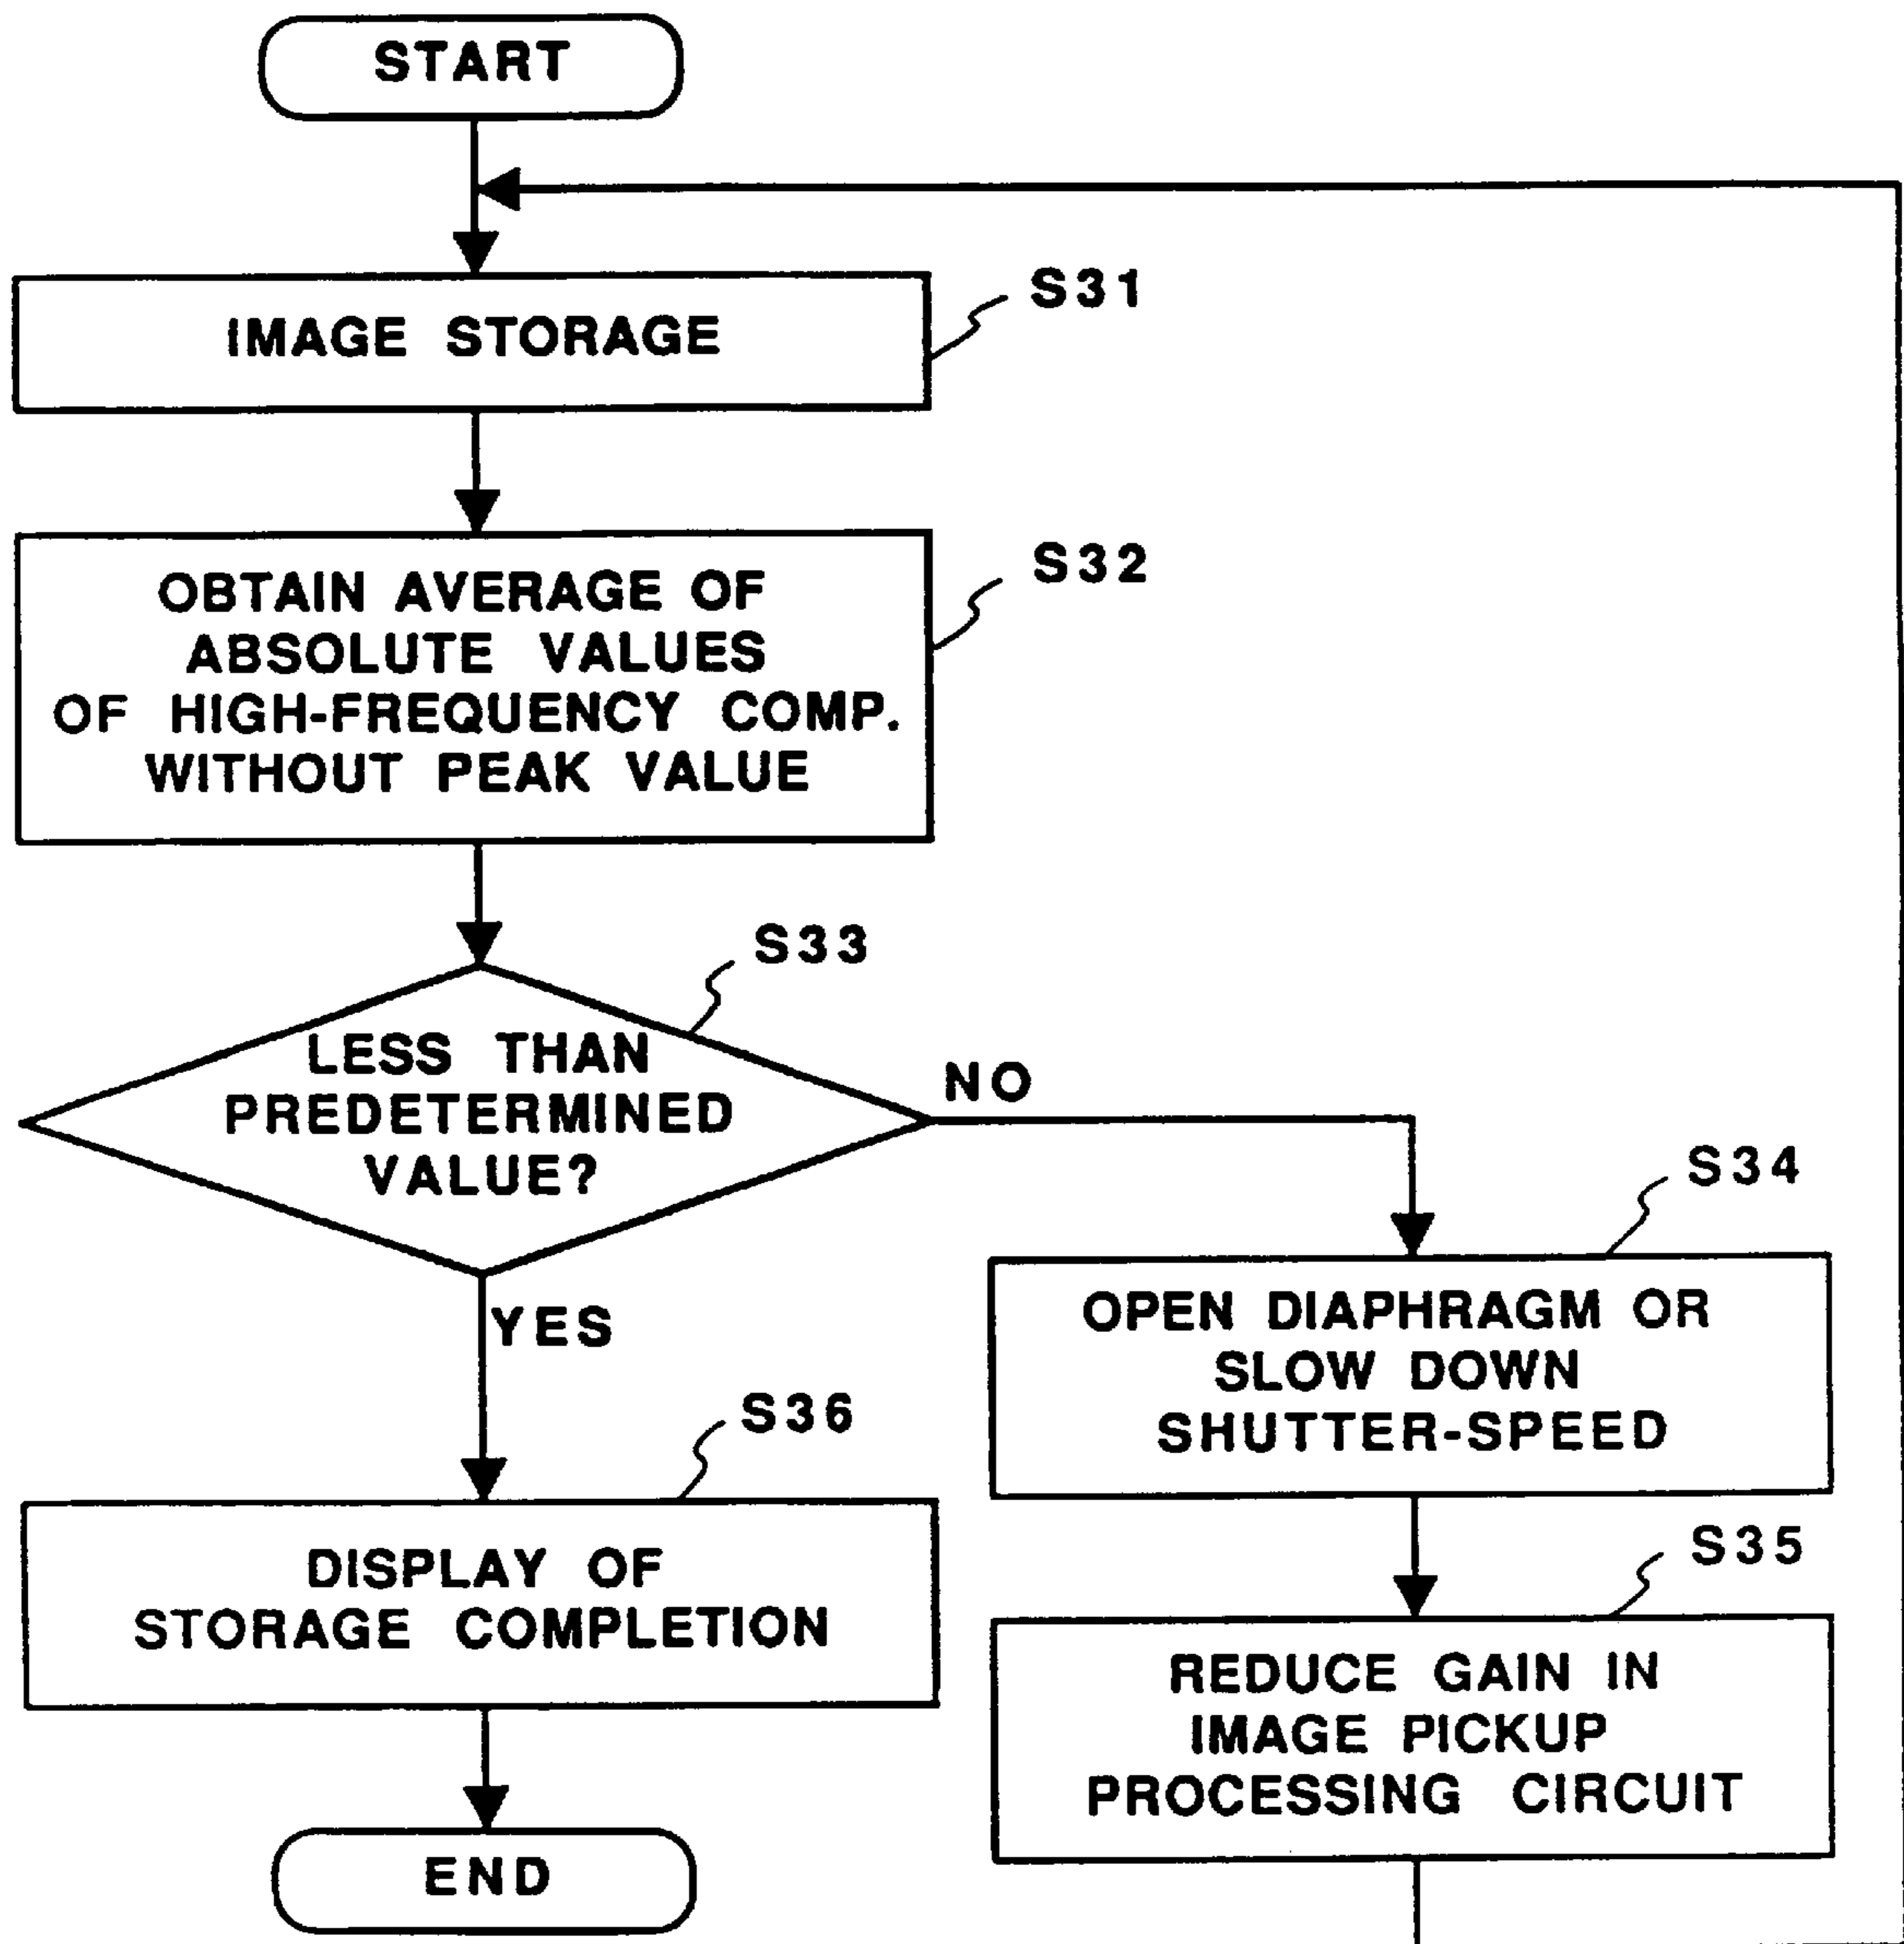 START
S31
IMAGE STORAGE
S32
OBTAIN AVERAGE OF
ABSOLUTE VALUES
OF HIGH-FREQUENCY COMP.
WITHOUT PEAK VALUE
S33
LESS THAN
PREDETERMINED
VALUE?
NO
YES
S34
OPEN DIAPHRAGM OR
SLOW DOWN
SHUTTER-SPEED
S35
REDUCE GAIN IN
IMAGE PICKUP
PROCESSING CIRCUIT
S36
DISPLAY OF
STORAGE COMPLETION
END